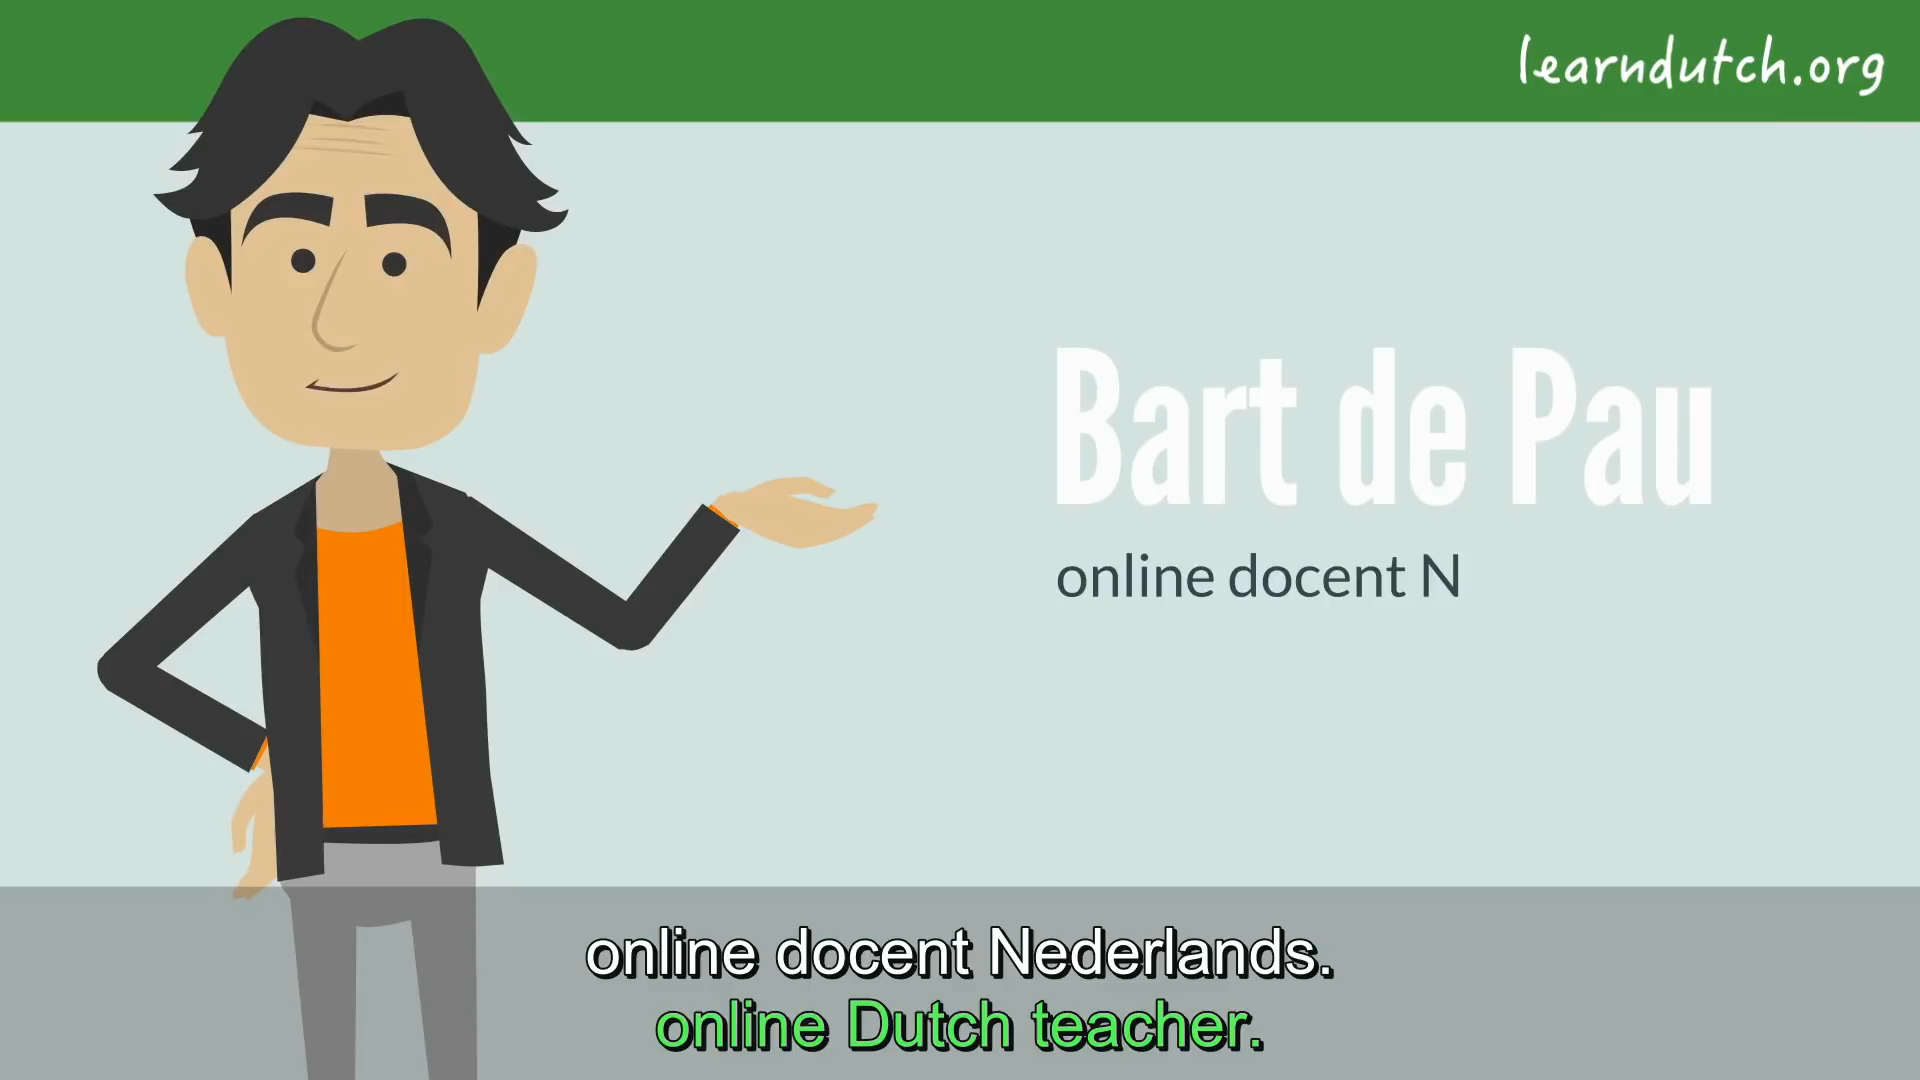 learndutch.org
Bart de Pau
online docent N
online docent Nederlands.
online Dutch teacher.